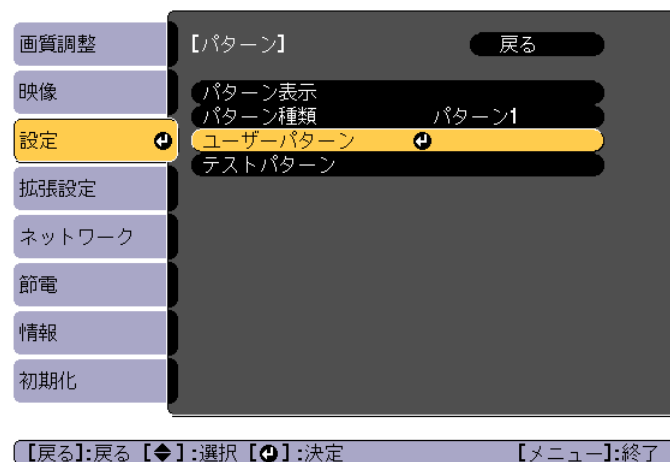 画質調整
映像
設定
拡張設定
ネットワーク
節電
情報
初期化
【パターン】 戻る
パターン表示
パターン種類 パターン1
ユーザーパターン
テストパターン
【戻る】:戻る 【◆】:選択 【⏎】:決定 【メニュー】:終了